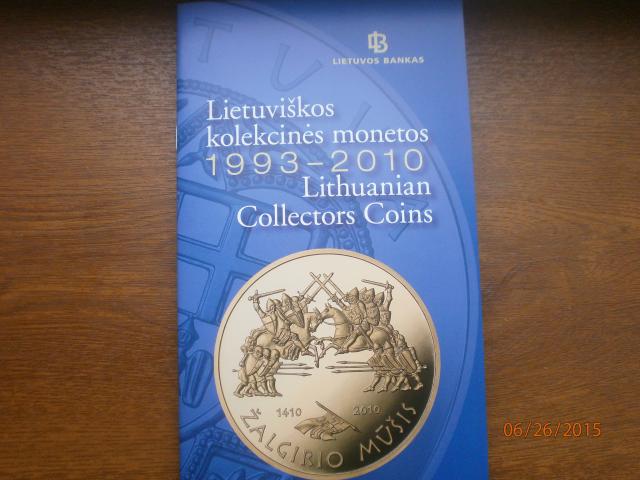 LIETUVOS BANKAS
Lietuviškos
kolekcinės monetos
1993–2010
Lithuanian
Collectors Coins
1410 2010
ŽALGIRIO MŪŠIS
06/26/2015